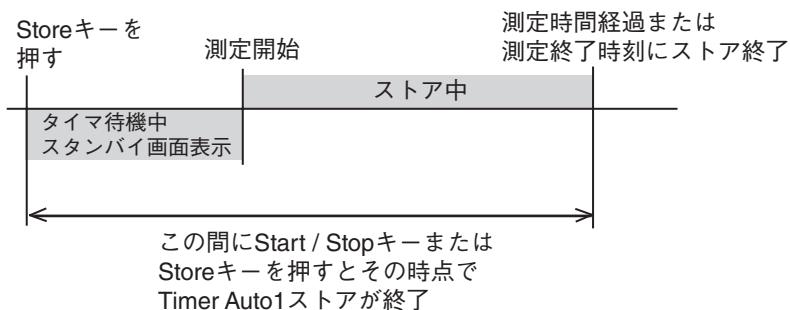 Storeキーを
押す
測定開始
測定時間経過または
測定終了時刻にストア終了
ストア中
タイマ待機中
スタンバイ画面表示
この間にStart / Stopキーまたは
Storeキーを押すとその時点で
Timer Auto1ストアが終了